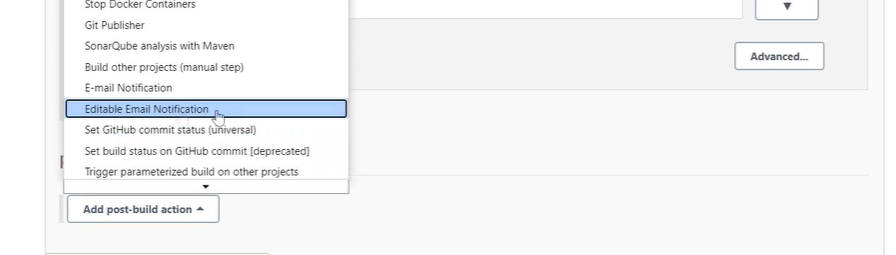 Stop Docker Containers
Git Publisher
SonarQube analysis with Maven
Build other projects (manual step)
E-mail Notification
Editable Email Notification
Set GitHub commit status (universal)
Set build status on GitHub commit [deprecated]
Trigger parameterized build on other projects
Advanced...
Add post-build action